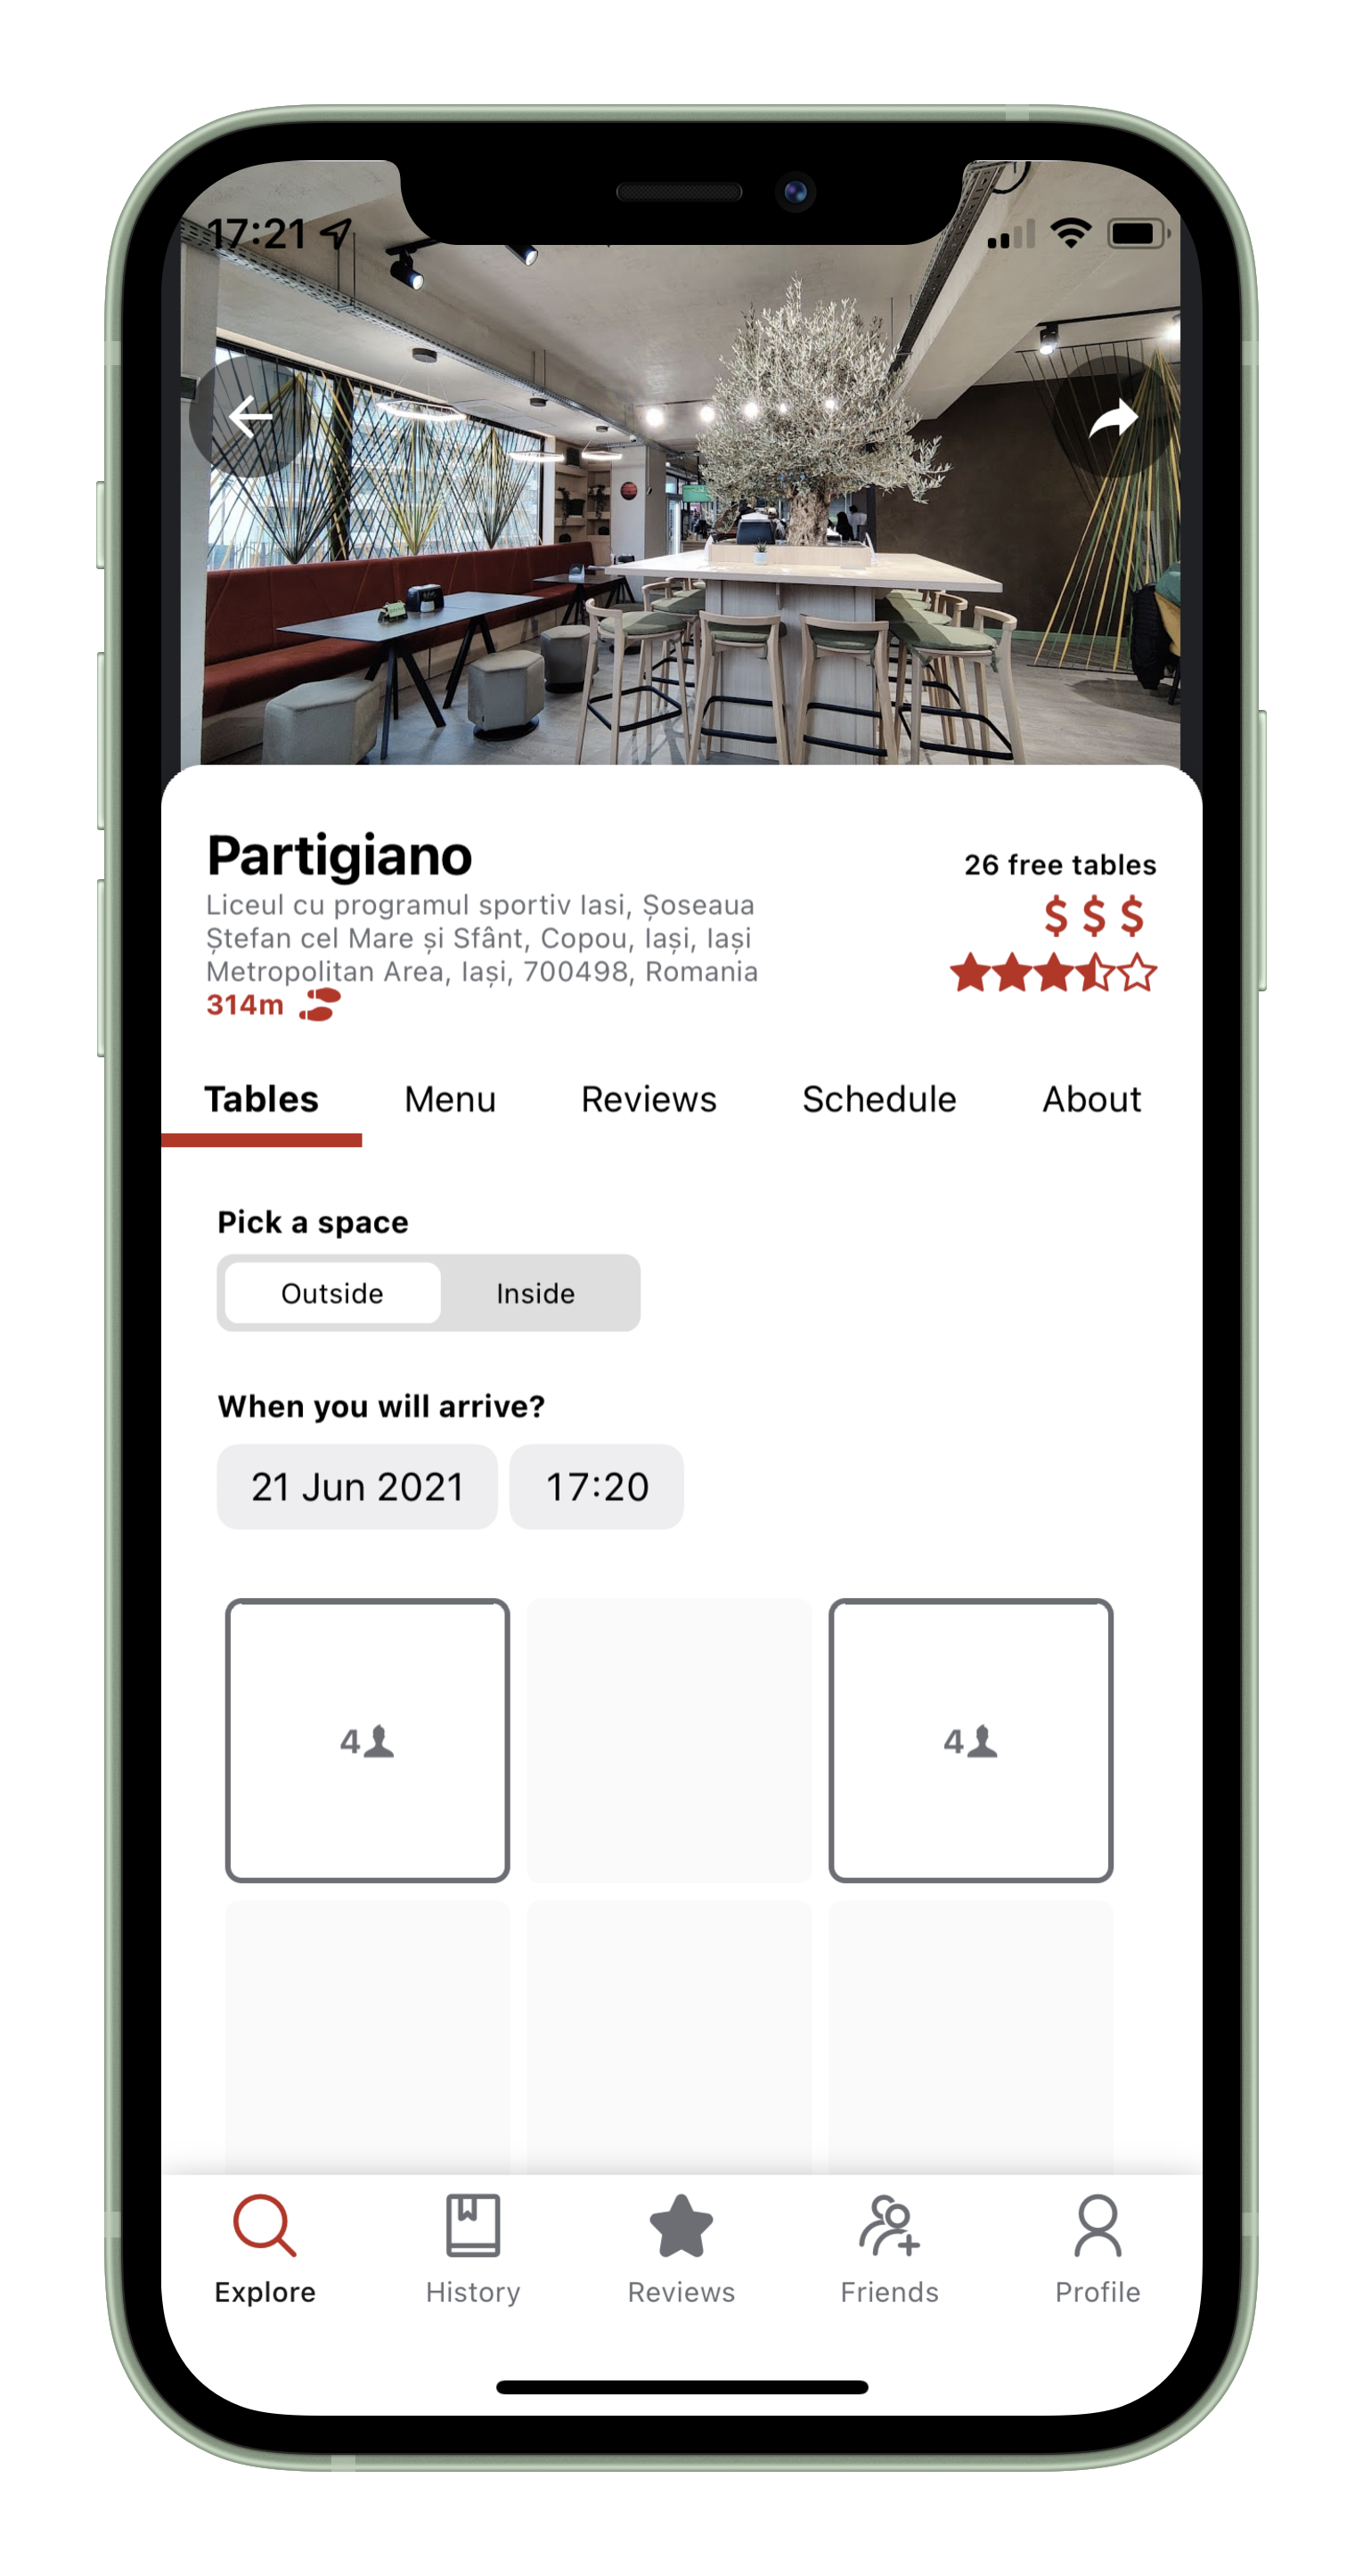 17:21
Partigiano
26 free tables
Liceul cu programul sportiv Iasi, Șoseaua
Ștefan cel Mare și Sfânt, Copou, Iași, Iași
Metropolitan Area, Iași, 700498, Romania
$ $ $
314m
Tables Menu Reviews Schedule About
Pick a space
Outside Inside
When you will arrive?
21 Jun 2021 17:20
4 4
Explore History Reviews Friends Profile